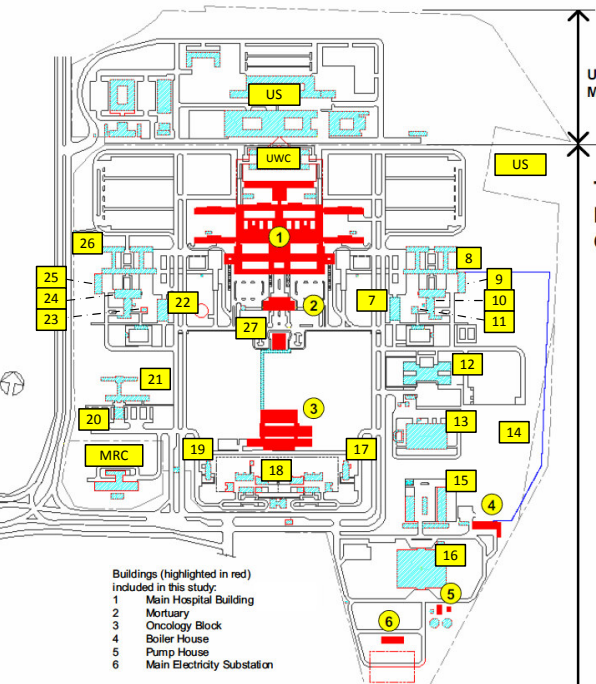 US
U
M
UWC
US
1
26
8
25
9
24
22
7
10
23
2
11
27
12
21
3
20
13
14
MRC
19
18
17
15
4
16
5
6
Buildings (highlighted in red)
included in this study:
1 Main Hospital Building
2 Mortuary
3 Oncology Block
4 Boiler House
5 Pump House
6 Main Electricity Substation